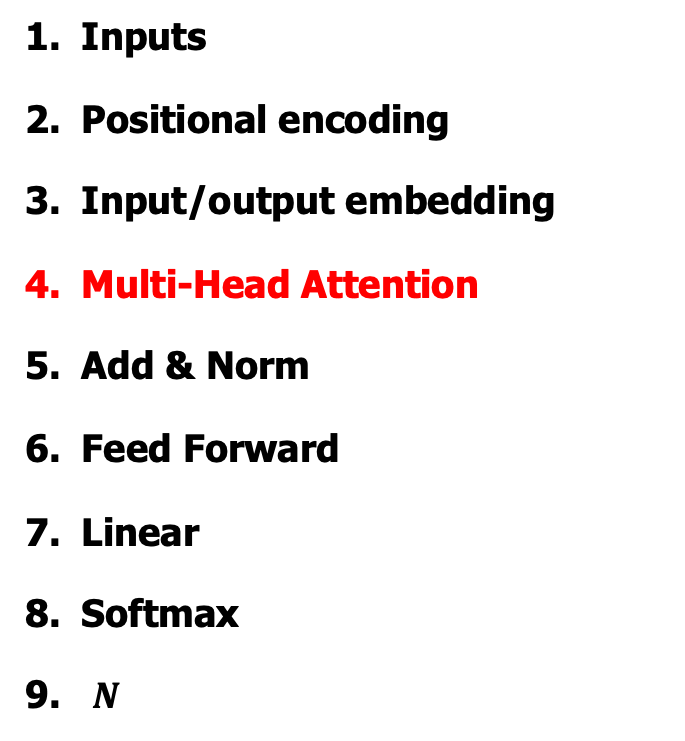 1. Inputs
2. Positional encoding
3. Input/output embedding
4. Multi-Head Attention
5. Add & Norm
6. Feed Forward
7. Linear
8. Softmax
9. N